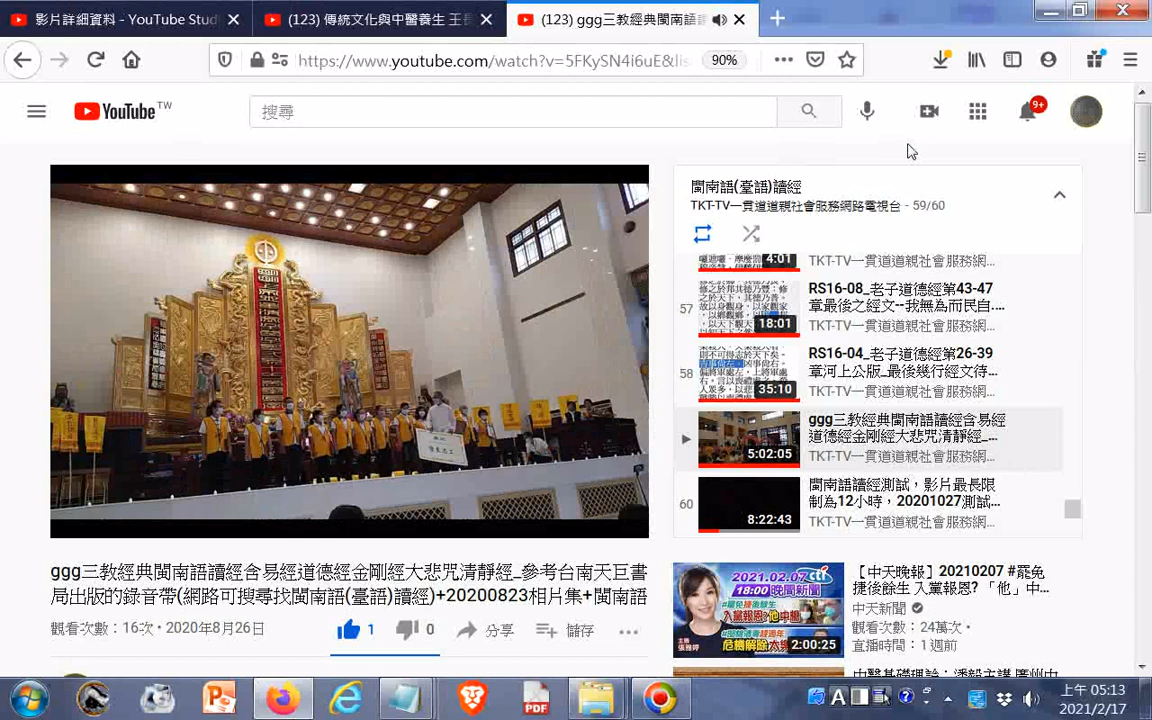 影片詳細資料 - YouTube Stud
(123) 傳統文化與中醫養生 王長
(123) ggg三教經典閩南語讀
https://www.youtube.com/watch?v=5FKySN4i6uE&lis
90%
YouTube TW
搜尋
9+
閩南語(臺語)讀經
TKT-TV一貫道道親社會服務網路電視台 - 59/60
4:01
TKT-TV一貫道道親社會服務網...
57
18:01
RS16-08_老子道德經第43-47
章最後之經文--我無為而民自....
TKT-TV一貫道道親社會服務網...
58
35:10
RS16-04_老子道德經第26-39
章河上公版_最後幾行經文待...
TKT-TV一貫道道親社會服務網...
5:02:05
ggg三教經典閩南語讀經含易經
道德經金剛經大悲咒清靜經_...
TKT-TV一貫道道親社會服務網...
60
8:22:43
閩南語讀經測試，影片最長限
制為12小時，20201027測試...
TKT-TV一貫道道親社會服務網...
ggg三教經典閩南語讀經含易經道德經金剛經大悲咒清靜經_參考台南天巨書
局出版的錄音帶(網路可搜尋找閩南語(臺語)讀經)+20200823相片集+閩南語
觀看次數：16次・2020年8月26日
1
0
分享
儲存
2021.02.07
18:00晚間新聞
2:00:25
【中天晚報】20210207 #罷免
捷後餘生 入黨報恩?「他」中...
中天新聞
觀看次數：24萬次・
直播時間：1 週前
PDF
A
上午 05:13
2021/2/17